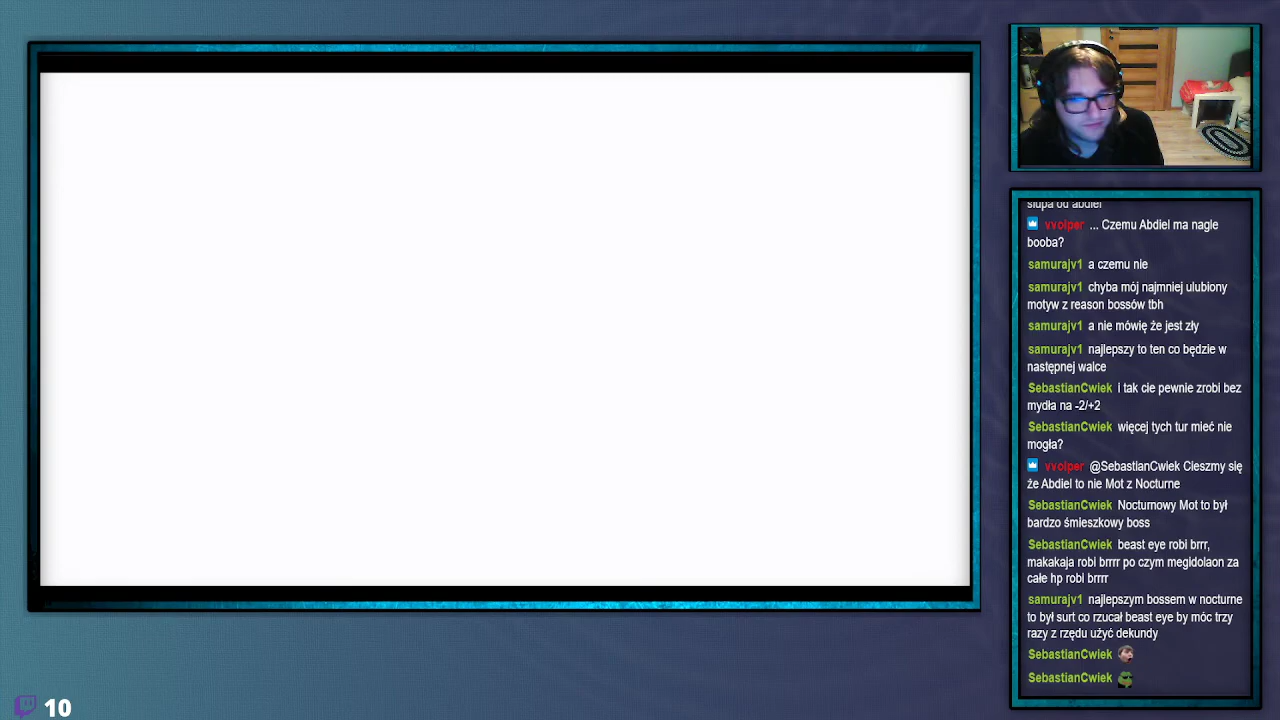 słupa od abdiel
vvolper ... Czemu Abdiel ma nagle
booba?
samurajv1 a czemu nie
samurajv1 chyba mój najmniej ulubiony
motyw z reason bossów tbh
samurajv1 a nie mówię że jest zły
samurajv1 najlepszy to ten co będzie w
następnej walce
SebastianCwiek i tak cie pewnie zrobi bez
mydła na -2/+2
SebastianCwiek więcej tych tur mieć nie
mogła?
vvolper @SebastianCwiek Cieszmy się
że Abdiel to nie Mot z Nocturne
SebastianCwiek Nocturnowy Mot to był
bardzo śmieszkowy boss
SebastianCwiek beast eye robi brrr,
makakaja robi brrrr po czym megidolaon za
całe hp robi brrrr
samurajv1 najlepszym bossem w nocturne
to był surt co rzucał beast eye by móc trzy
razy z rzędu użyć dekundy
SebastianCwiek
SebastianCwiek
10